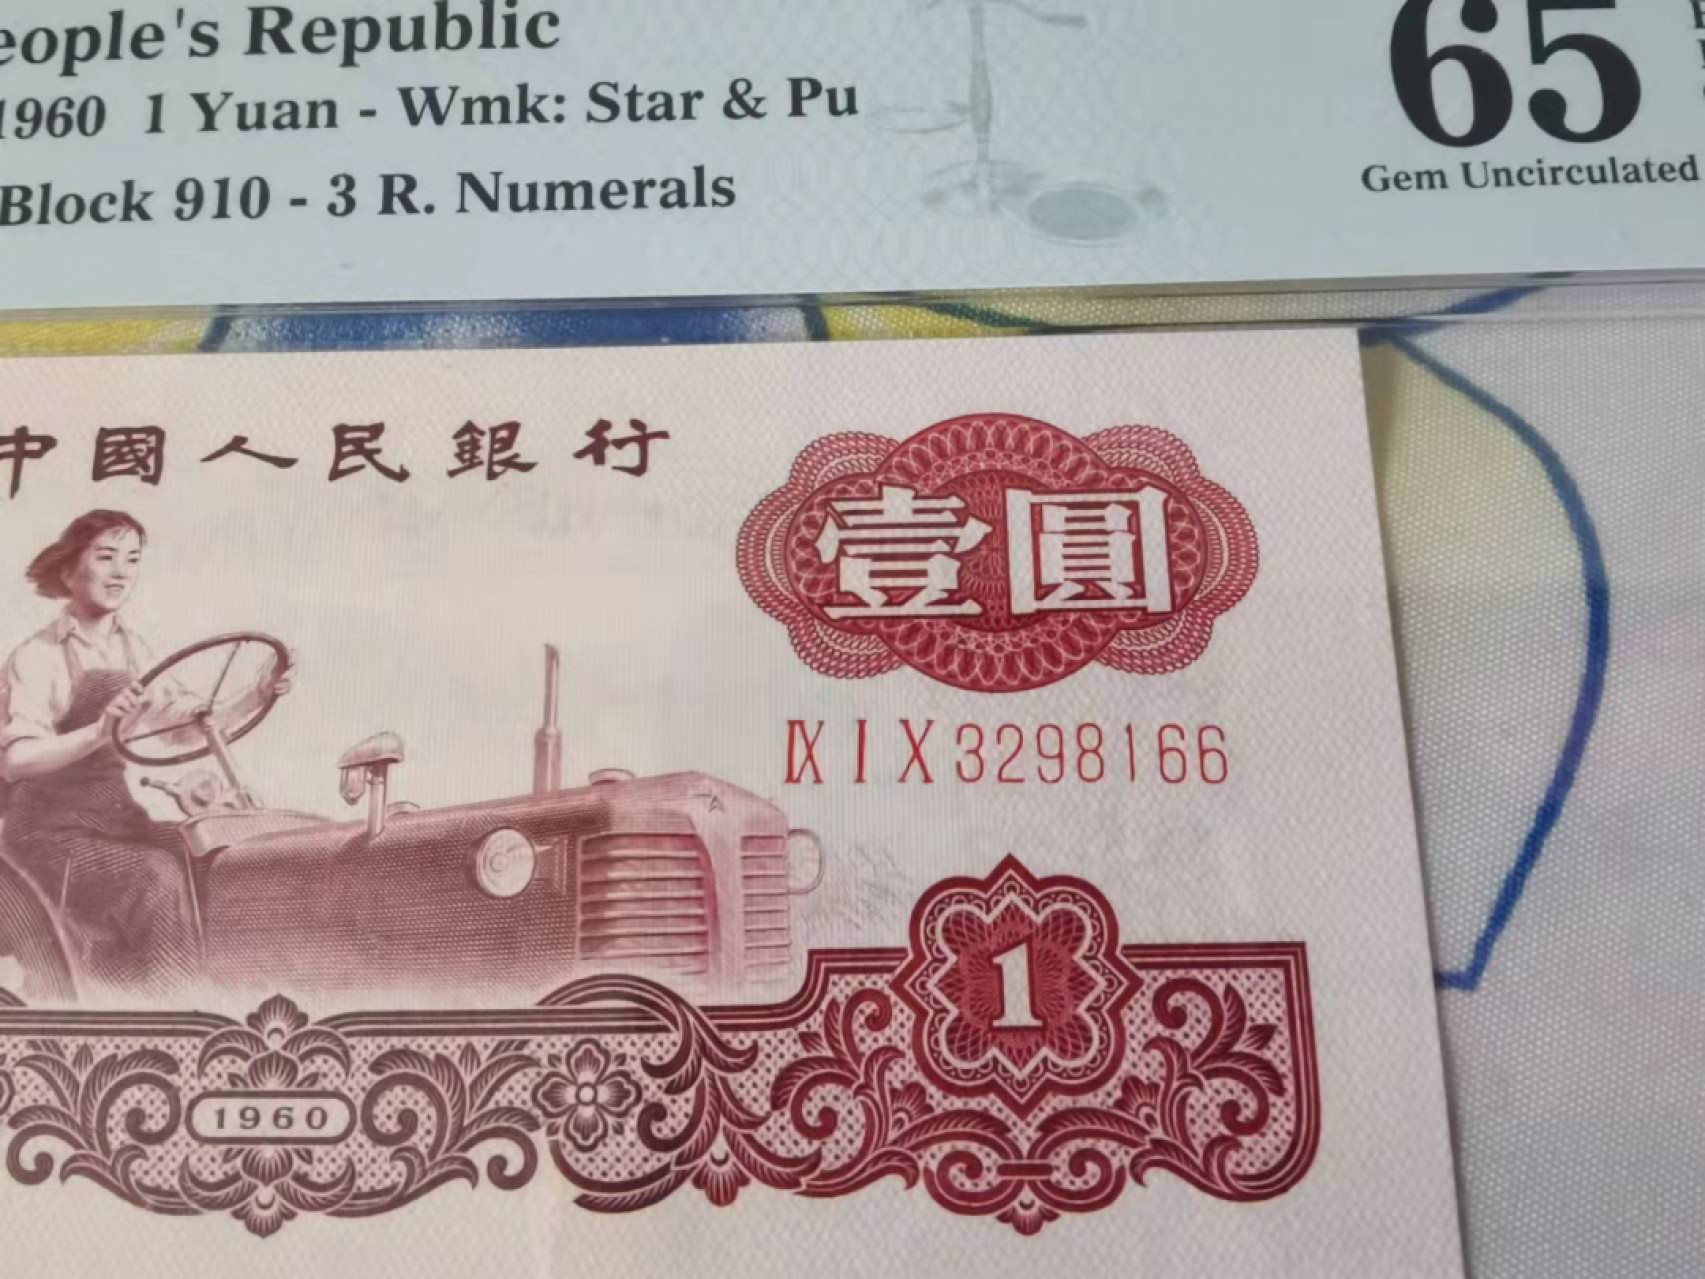 eople's Republic
1960 1 Yuan - Wmk: Star & Pu
Block 910 - 3 R. Numerals
65
Gem Uncirculated
中國人民銀行
壹圓
IX I X 3298166
1
1960